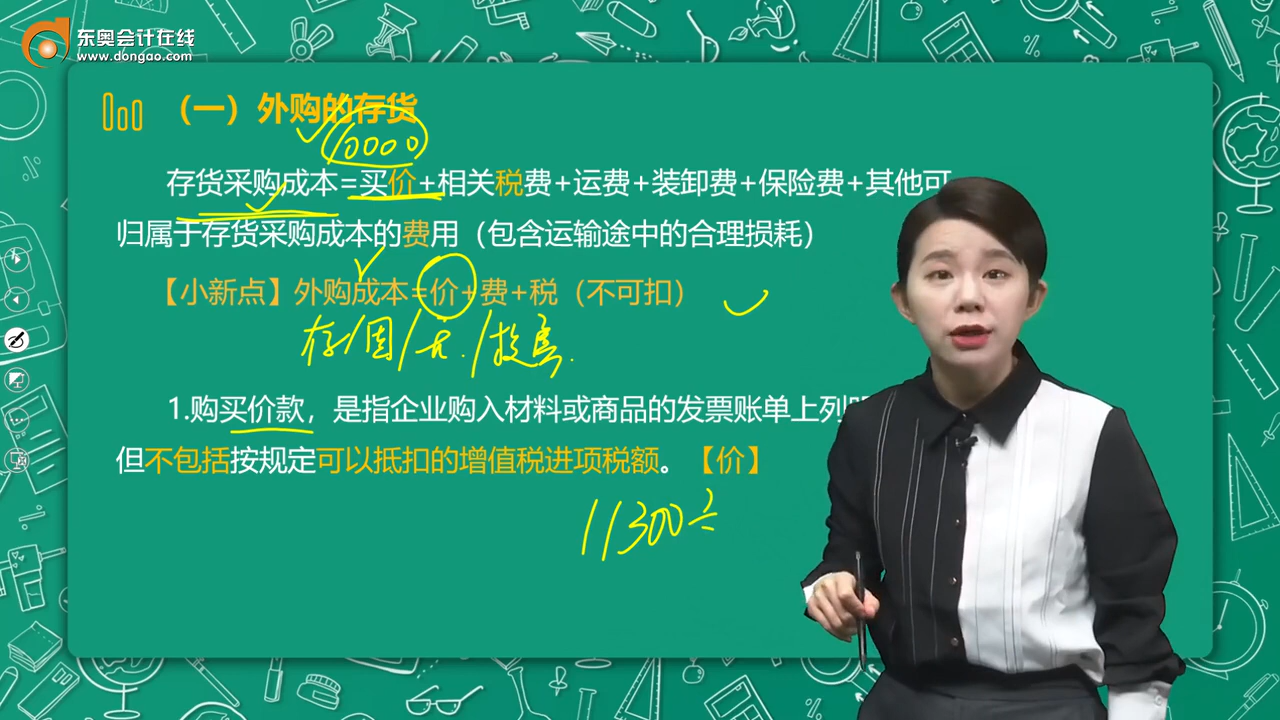 东奥会计在线
www.dongao.com
（一）外购的存货
10000
存货采购成本=买价+相关税费+运费+装卸费+保险费+其他可
归属于存货采购成本的费用（包含运输途中的合理损耗）
【小新点】外购成本=价+费+税（不可扣）
存/固/无./投房.
1.购买价款，是指企业购入材料或商品的发票账单上列
但不包括按规定可以抵扣的增值税进项税额。【价】
11300÷